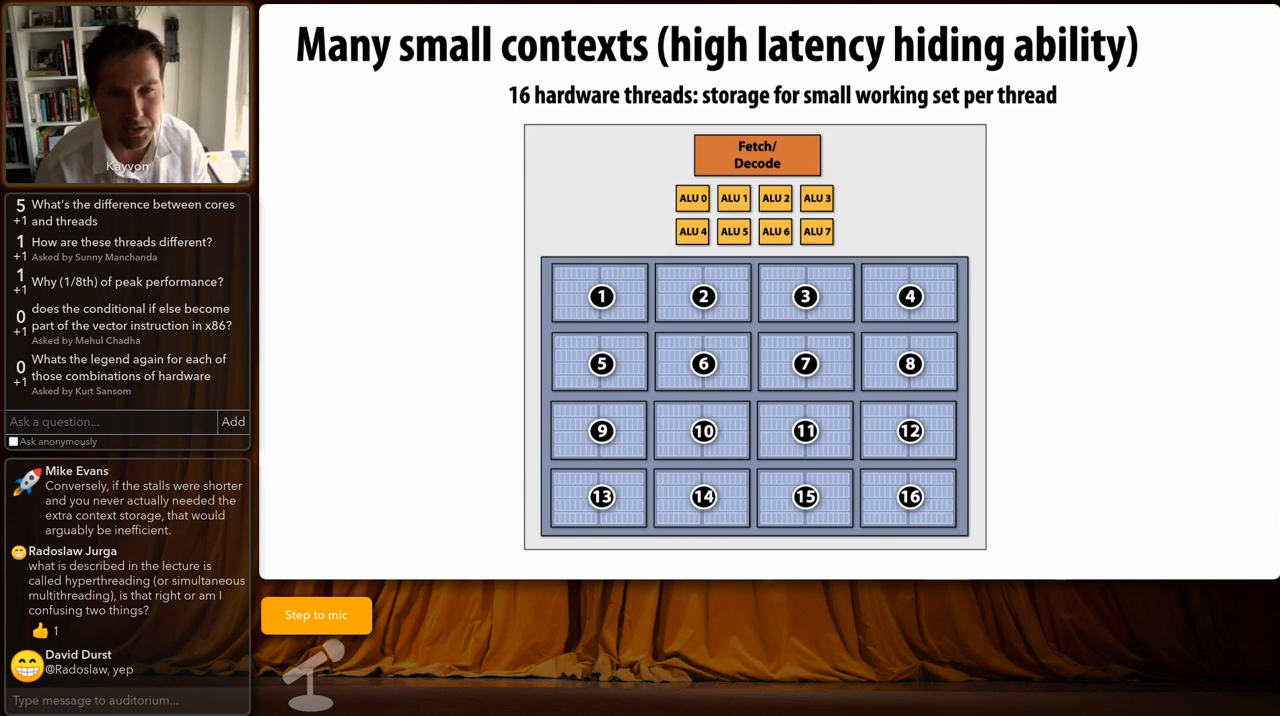 Kayvon
5 What's the difference between cores
+1 and threads
1 How are these threads different?
+1 Asked by Sunny Manchanda
1
+1 Why (1/8th) of peak performance?
does the conditional if else become
0 part of the vector instruction in x86?
+1 Asked by Mehul Chadha
Whats the legend again for each of
0 those combinations of hardware
+1 Asked by Kurt Sansom
Ask a question... Add
Ask anonymously
Mike Evans
Conversely, if the stalls were shorter
and you never actually needed the
extra context storage, that would
arguably be inefficient.
Radoslaw Jurga
what is described in the lecture is
called hyperthreading (or simultaneous
multithreading), is that right or am I
confusing two things?
👍 1
David Durst
@Radoslaw, yep
Type message to auditorium...
Many small contexts (high latency hiding ability)
16 hardware threads: storage for small working set per thread
Fetch/
Decode
ALU 0 ALU 1 ALU 2 ALU 3
ALU 4 ALU 5 ALU 6 ALU 7
1 2 3 4
5 6 7 8
9 10 11 12
13 14 15 16
Step to mic